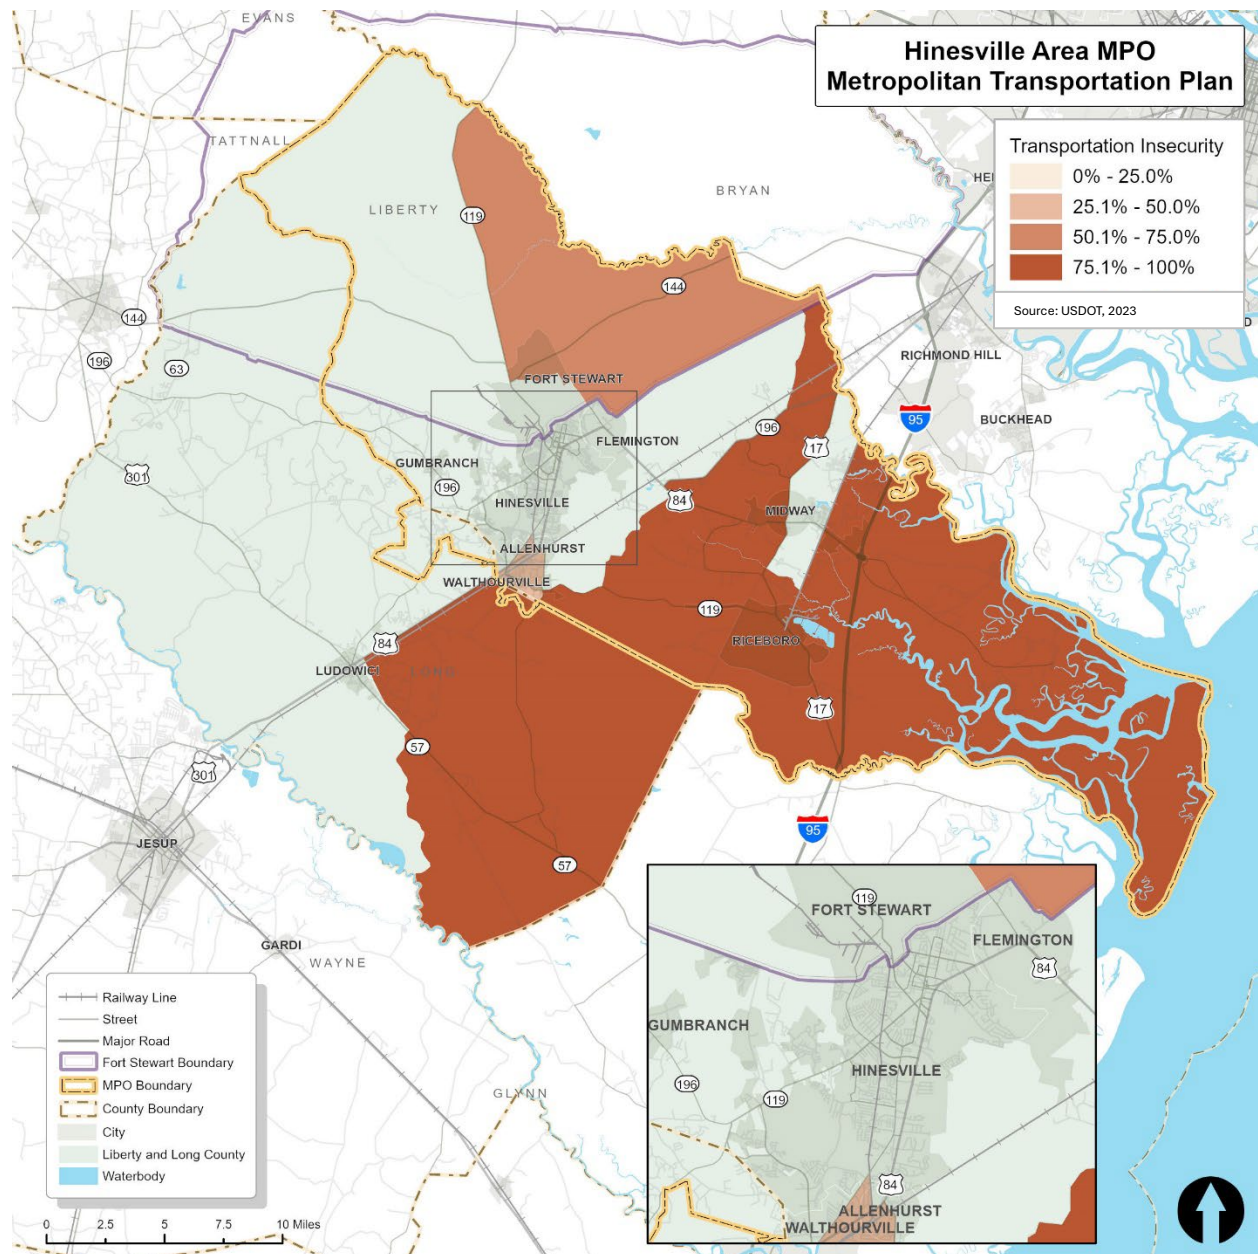 EVANS
Hinesville Area MPO
Metropolitan Transportation Plan
TATTNALL
Transportation Insecurity
0% - 25.0%
25.1% - 50.0%
50.1% - 75.0%
75.1% - 100%
Source: USDOT, 2023
BRYAN
LIBERTY
119
144
144
196
63
RICHMOND HILL
FORT STEWART
95
BUCKHEAD
FLEMINGTON
196
17
GUMBRANCH
301
196
HINESVILLE
84
MIDWAY
ALLENHURST
WALTHOURVILLE
119
RICEBORO
84
LUDOWICI
LONG
17
57
301
95
JESUP
57
GARDI
WAYNE
GLYNN
Railway Line
Street
Major Road
Fort Stewart Boundary
MPO Boundary
County Boundary
City
Liberty and Long County
Waterbody
0 2.5 5 7.5 10 Miles
119
FORT STEWART
FLEMINGTON
84
GUMBRANCH
HINESVILLE
196
119
84
ALLENHURST
WALTHOURVILLE